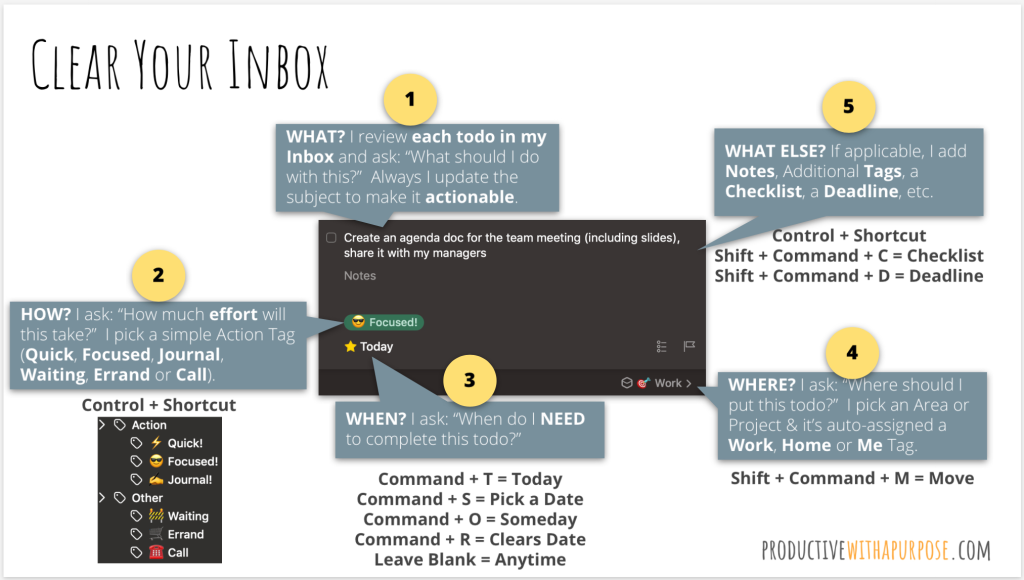 CLEAR YOUR INBOX
1
WHAT? I review each todo in my
Inbox and ask: “What should I do
with this?” Always I update the
subject to make it actionable.
5
WHAT ELSE? If applicable, I add
Notes, Additional Tags, a
Checklist, a Deadline, etc.
Control + Shortcut
Shift + Command + C = Checklist
Shift + Command + D = Deadline
Create an agenda doc for the team meeting (including slides),
share it with my managers
Notes
Focused!
Today
Work
2
HOW? I ask: “How much effort will
this take?” I pick a simple Action Tag
(Quick, Focused, Journal,
Waiting, Errand or Call).
Control + Shortcut
Action
Quick!
Focused!
Journal!
Other
Waiting
Errand
Call
3
WHEN? I ask: “When do I NEED
to complete this todo?”
Command + T = Today
Command + S = Pick a Date
Command + O = Someday
Command + R = Clears Date
Leave Blank = Anytime
4
WHERE? I ask: “Where should I
put this todo?” I pick an Area or
Project & it’s auto-assigned a
Work, Home or Me Tag.
Shift + Command + M = Move
PRODUCTIVEWITHAPURPOSE.COM